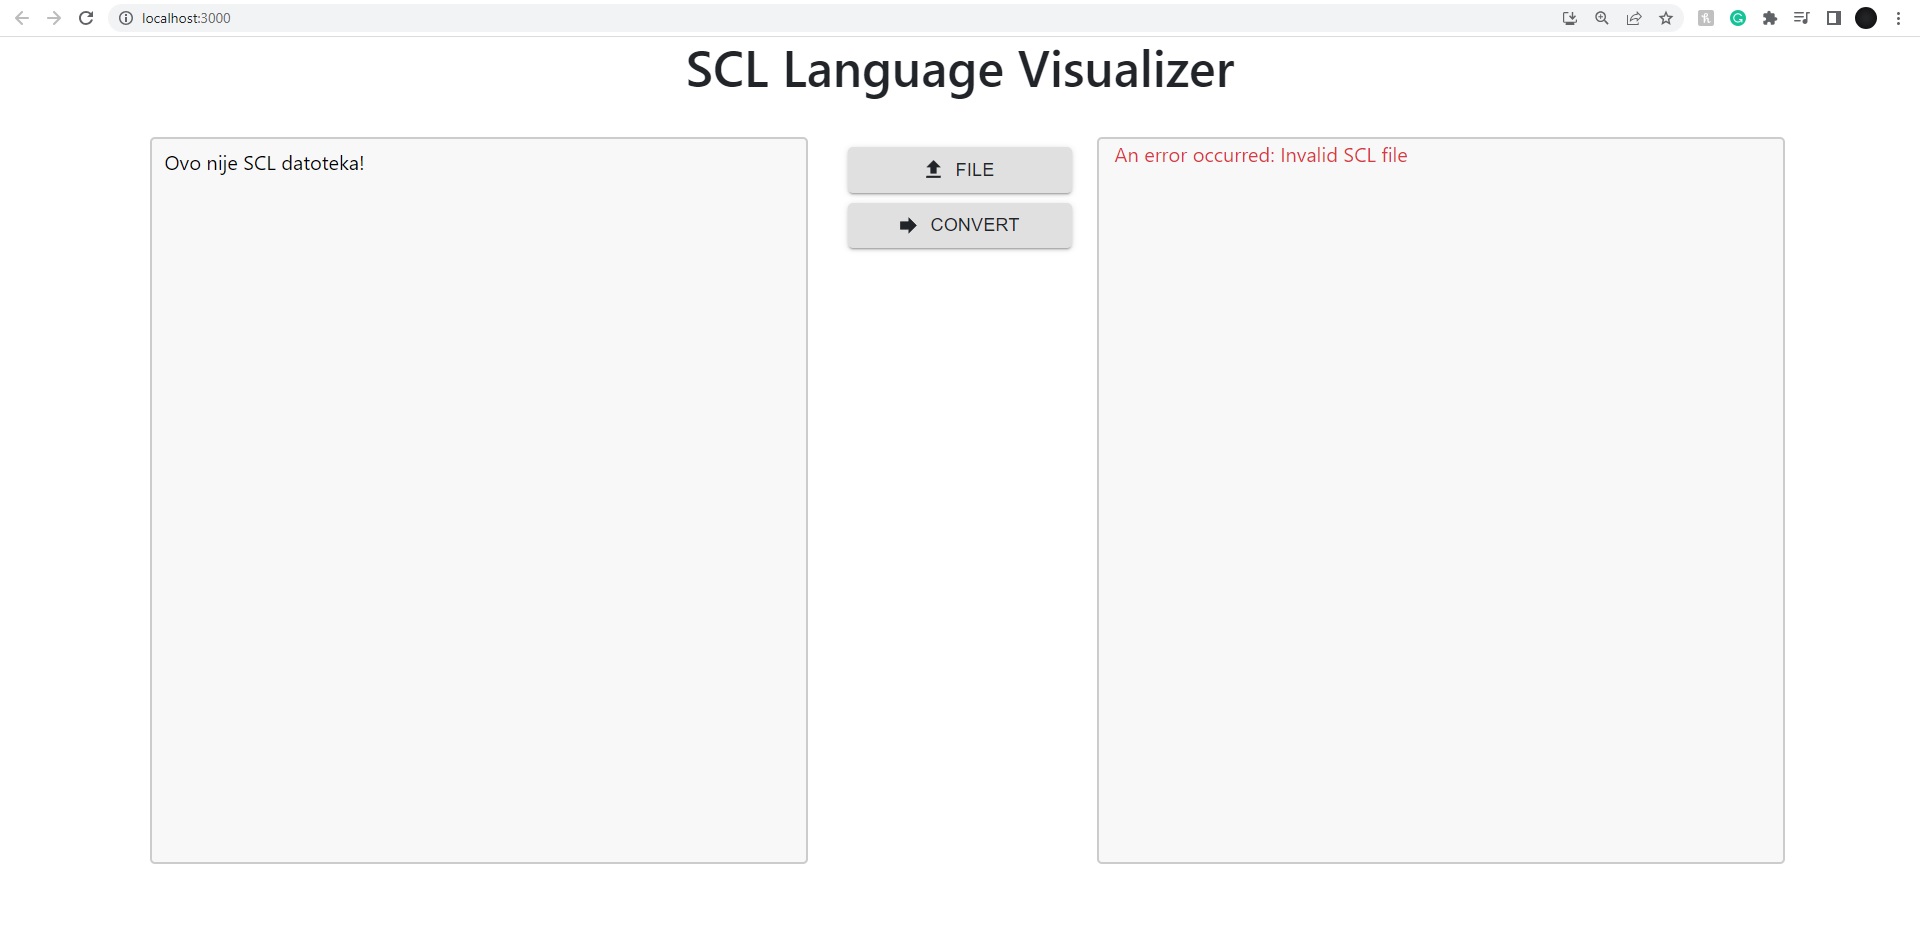 localhost:3000
SCL Language Visualizer
Ovo nije SCL datoteka!
FILE
CONVERT
An error occurred: Invalid SCL file